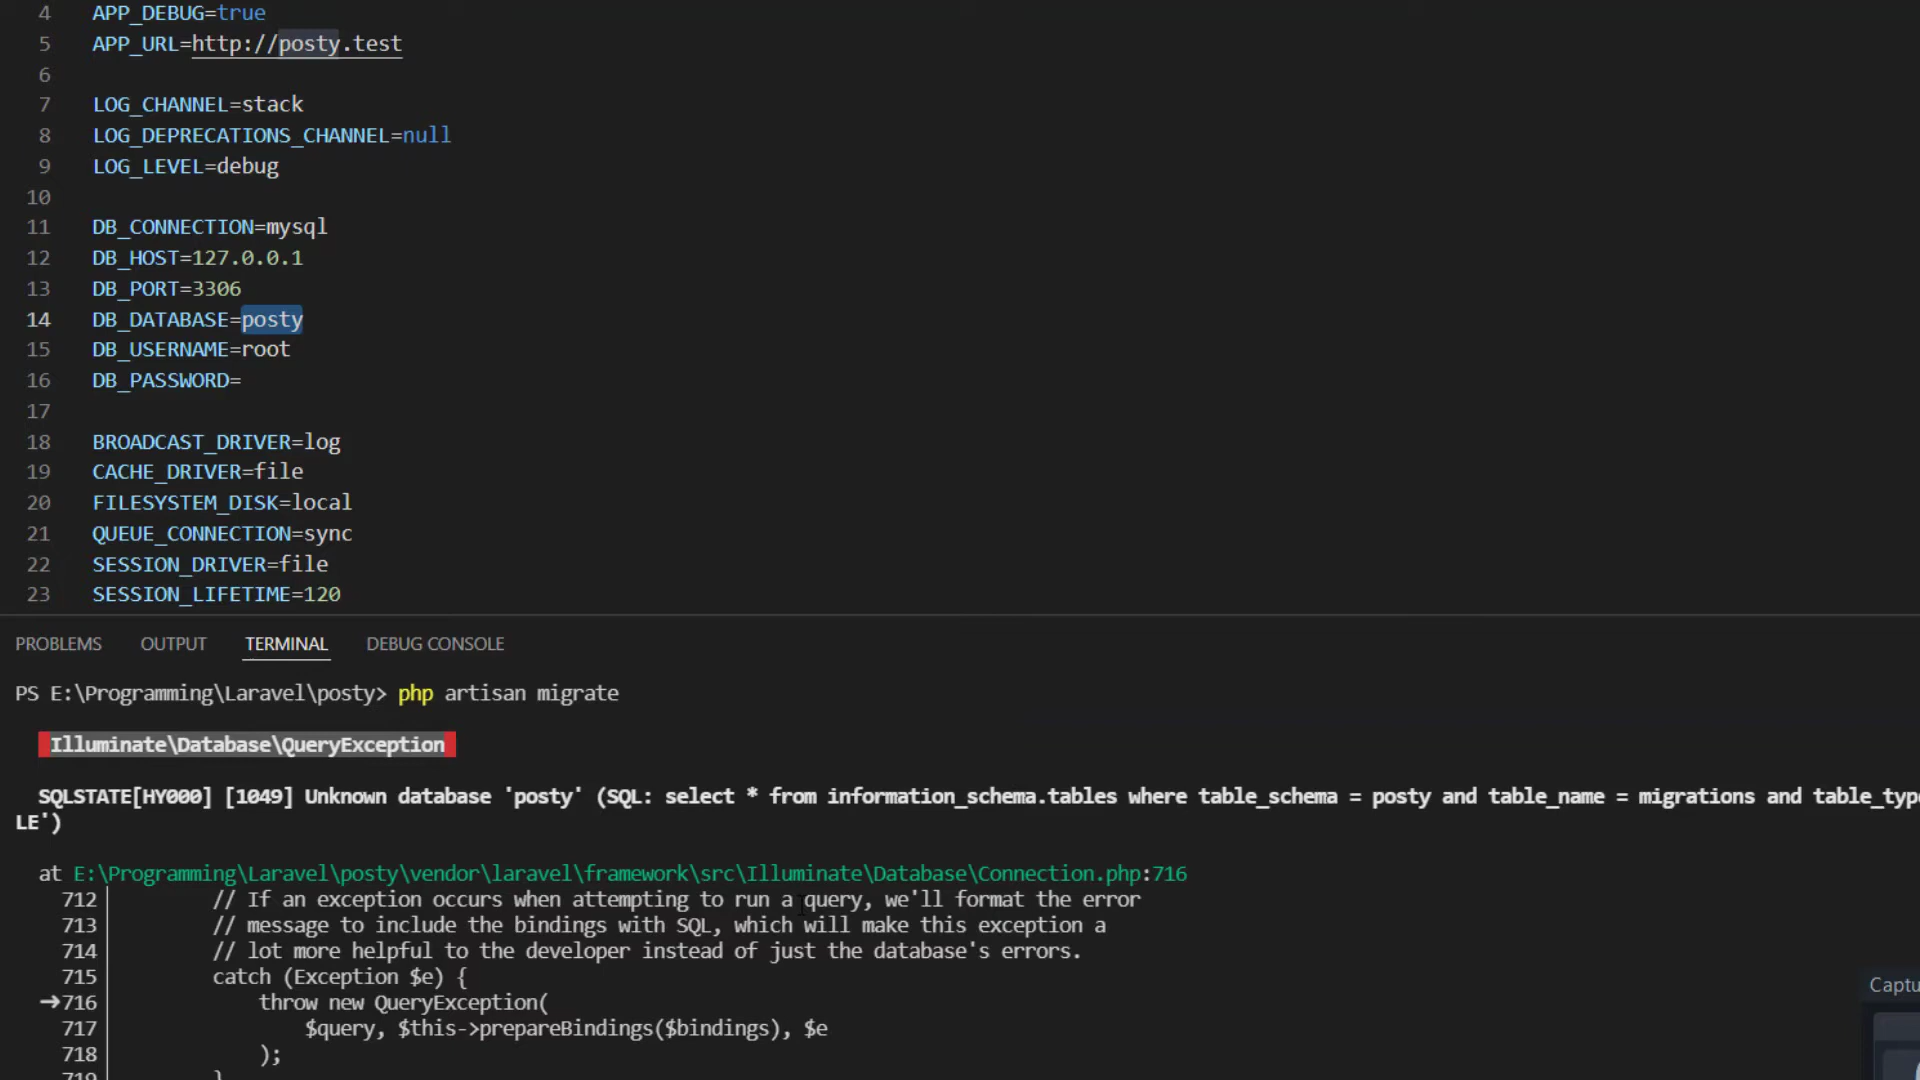 4 APP_DEBUG=true
5 APP_URL=http://posty.test
6
7 LOG_CHANNEL=stack
8 LOG_DEPRECATIONS_CHANNEL=null
9 LOG_LEVEL=debug
10
11 DB_CONNECTION=mysql
12 DB_HOST=127.0.0.1
13 DB_PORT=3306
14 DB_DATABASE=posty
15 DB_USERNAME=root
16 DB_PASSWORD=
17
18 BROADCAST_DRIVER=log
19 CACHE_DRIVER=file
20 FILESYSTEM_DISK=local
21 QUEUE_CONNECTION=sync
22 SESSION_DRIVER=file
23 SESSION_LIFETIME=120
PROBLEMS OUTPUT TERMINAL DEBUG CONSOLE
PS E:\Programming\Laravel\posty> php artisan migrate
Illuminate\Database\QueryException
SQLSTATE[HY000] [1049] Unknown database 'posty' (SQL: select * from information_schema.tables where table_schema = posty and table_name = migrations and table_type
LE')
at E:\Programming\Laravel\posty\vendor\laravel\framework\src\Illuminate\Database\Connection.php:716
712 // If an exception occurs when attempting to run a query, we'll format the error
713 // message to include the bindings with SQL, which will make this exception a
714 // lot more helpful to the developer instead of just the database's errors.
715 catch (Exception $e) {
➜716 throw new QueryException(
717 $query, $this->prepareBindings($bindings), $e
718 );
719 }
Captu